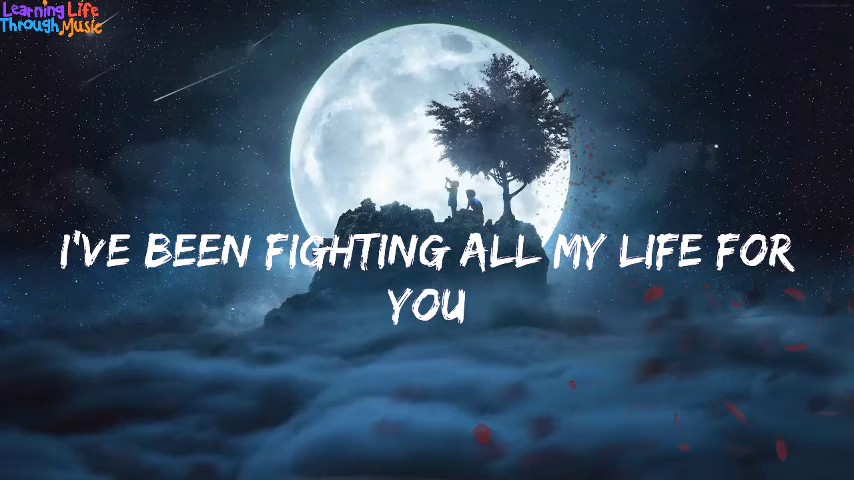 Learning Life
Through Music
I'VE BEEN FIGHTING ALL MY LIFE FOR
YOU